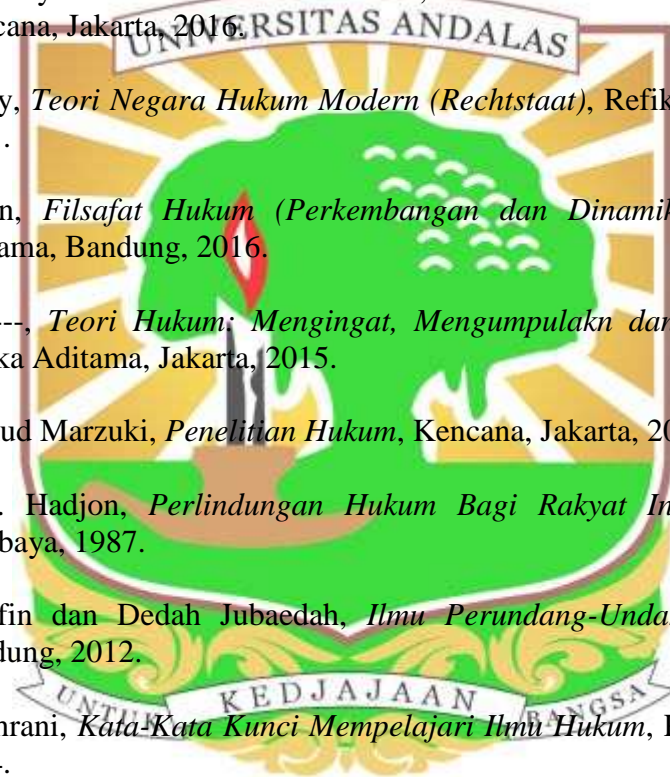 cana, Jakarta, 2016.
UNIVERSITAS ANDALAS
y, Teori Negara Hukum Modern (Rechtstaat), Refik
.
n, Filsafat Hukum (Perkembangan dan Dinamik
ama, Bandung, 2016.
--, Teori Hukum: Mengingat, Mengumpulakn dar
ka Aditama, Jakarta, 2015.
ud Marzuki, Penelitian Hukum, Kencana, Jakarta, 20
. Hadjon, Perlindungan Hukum Bagi Rakyat In
baya, 1987.
fin dan Dedah Jubaedah, Ilmu Perundang-Unda
dung, 2012.
UNTUK KEDJAJAAN BANGSA
nrani, Kata-Kata Kunci Mempelajari Ilmu Hukum,
.